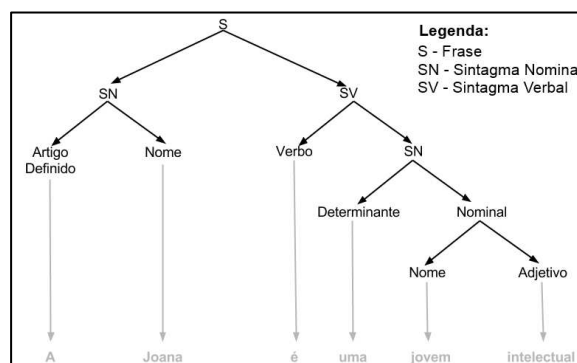 S
Legenda:
S - Frase
SN - Sintagma Nomina
SV - Sintagma Verbal
SN
SV
Artigo
Definido
Nome
Verbo
SN
Determinante
Nominal
Nome
Adjetivo
A
Joana
é
uma
jovem
intelectual